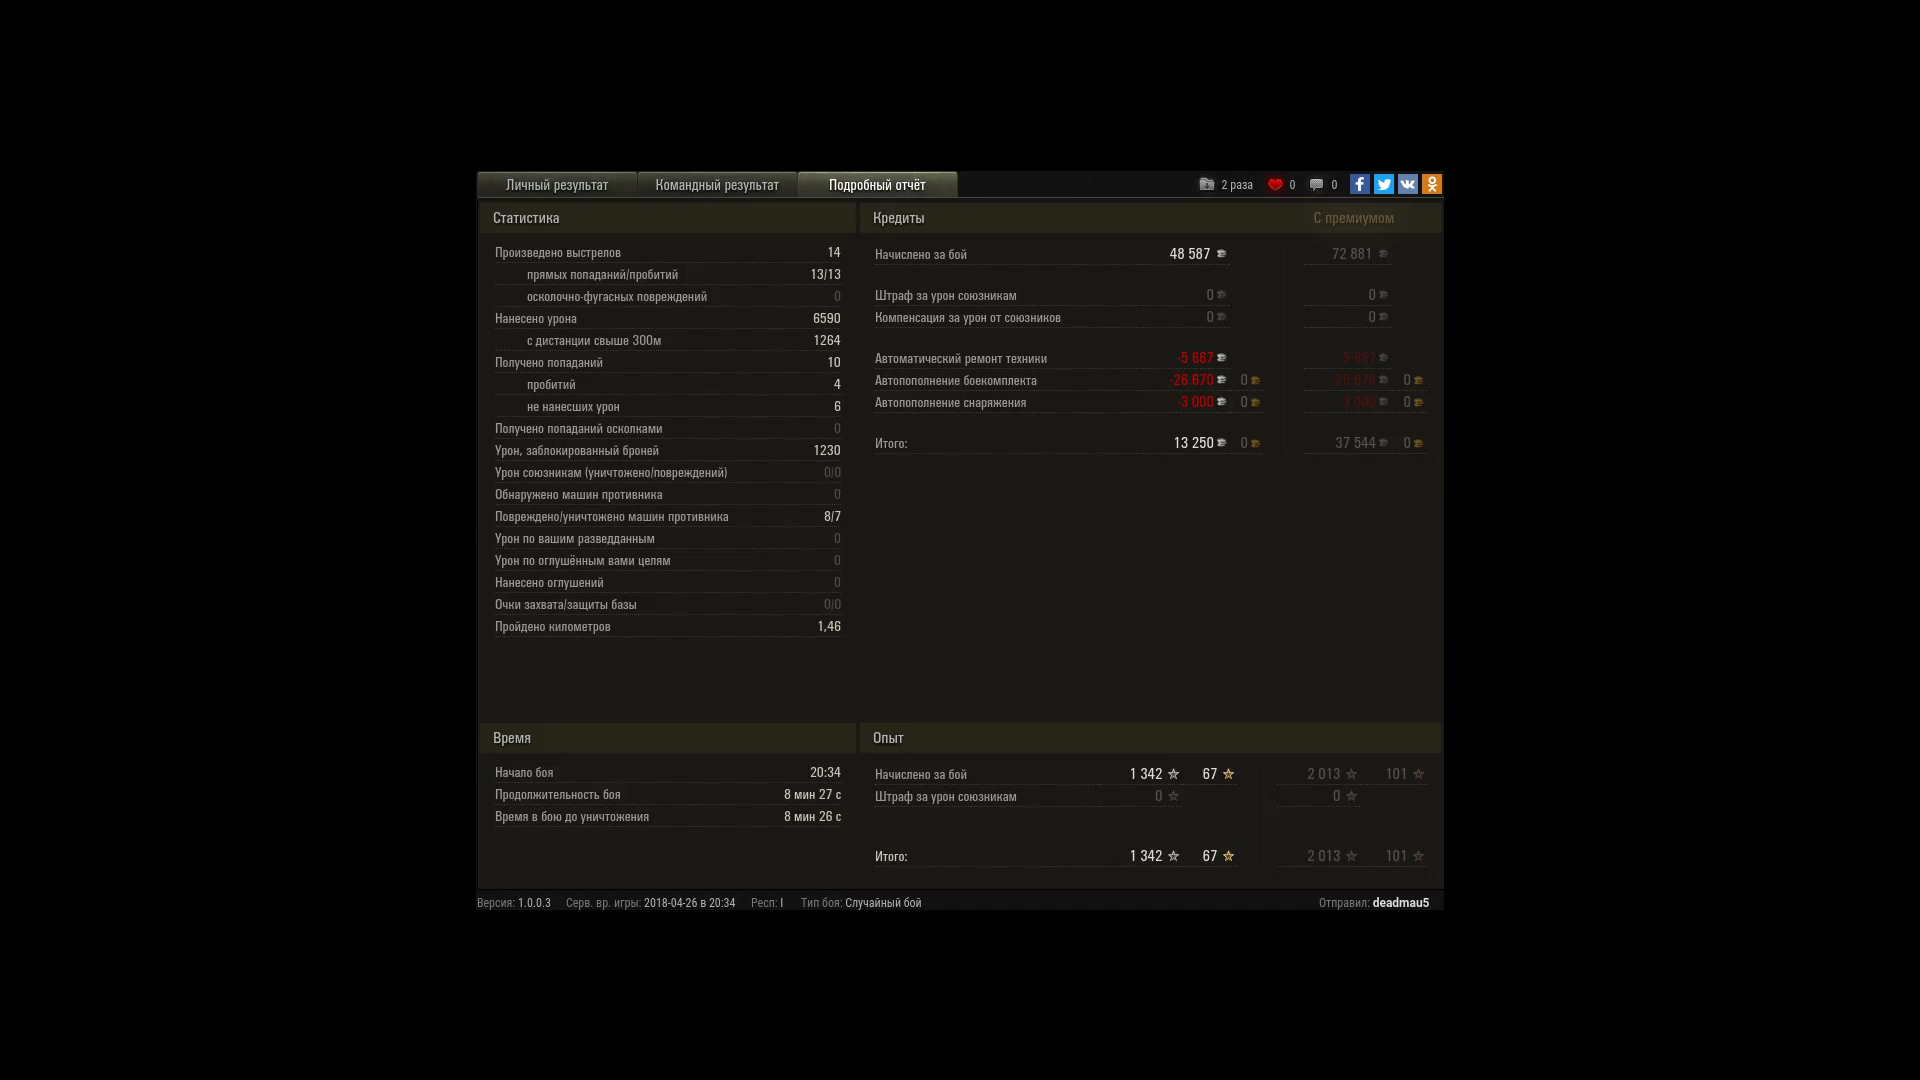 Личный результат Командный результат Подробный отчёт 2 раза 0 0
Статистика
Произведено выстрелов 14
прямых попаданий/пробитий 13/13
осколочно-фугасных повреждений 0
Нанесено урона 6590
с дистанции свыше 300м 1264
Получено попаданий 10
пробитий 4
не нанесших урон 6
Получено попаданий осколками 0
Урон, заблокированный броней 1230
Урон союзникам (уничтожено/повреждений) 0/0
Обнаружено машин противника 0
Повреждено/уничтожено машин противника 8/7
Урон по вашим разведданным 0
Урон по оглушённым вами целям 0
Нанесено оглушений 0
Очки захвата/защиты базы 0/0
Пройдено километров 1,46
Кредиты С премиумом
Начислено за бой 48 587 72 881
Штраф за урон союзникам 0 0
Компенсация за урон от союзников 0 0
Автоматический ремонт техники -5 667 -5 667
Автопополнение боекомплекта -26 670 0 -26 670 0
Автопополнение снаряжения -3 000 0 -3 000 0
Итого: 13 250 0 37 544 0
Время
Начало боя 20:34
Продолжительность боя 8 мин 27 с
Время в бою до уничтожения 8 мин 26 с
Опыт
Начислено за бой 1 342 67 2 013 101
Штраф за урон союзникам 0 0
Итого: 1 342 67 2 013 101
Версия: 1.0.0.3 Серв. вр. игры: 2018-04-26 в 20:34 Респ: I Тип боя: Случайный бой Отправил: deadmau5